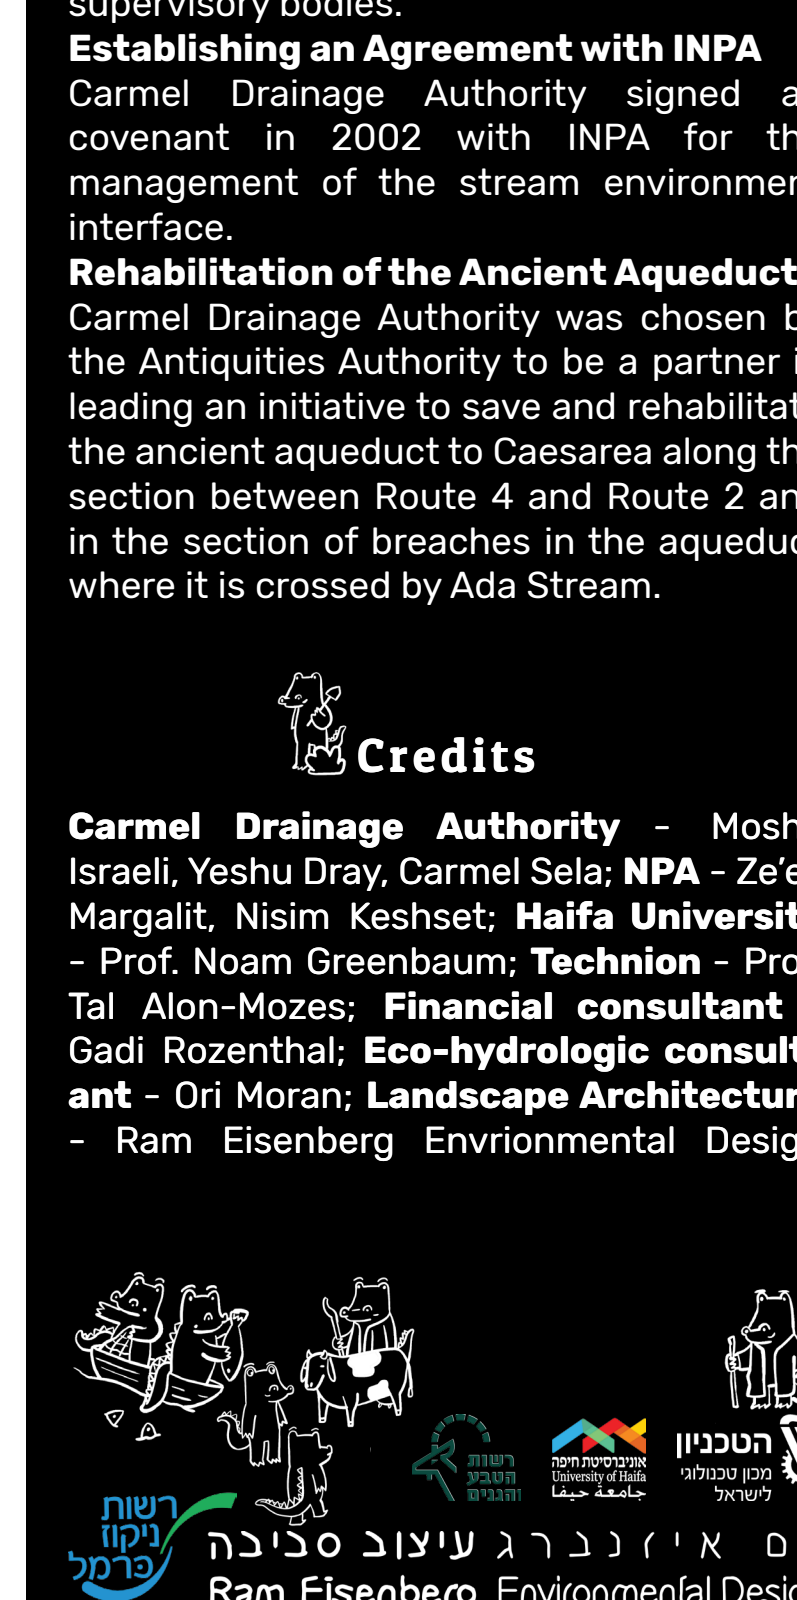 supervisory bodies.
Establishing an Agreement with INPA
Carmel Drainage Authority signed a
covenant in 2002 with INPA for th
management of the stream environmen
interface.
Rehabilitation of the Ancient Aqueduct
Carmel Drainage Authority was chosen b
the Antiquities Authority to be a partner i
leading an initiative to save and rehabilitat
the ancient aqueduct to Caesarea along th
section between Route 4 and Route 2 an
in the section of breaches in the aqueduc
where it is crossed by Ada Stream.
Credits
Carmel Drainage Authority - Mosh
Israeli, Yeshu Dray, Carmel Sela; NPA - Ze’e
Margalit, Nisim Keshset; Haifa Universit
- Prof. Noam Greenbaum; Technion - Pro
Tal Alon-Mozes; Financial consultant
Gadi Rozenthal; Eco-hydrologic consult
ant - Ori Moran; Landscape Architectur
- Ram Eisenberg Envrionmental Desig
רשות
הטבע
והגנים
אוניברסיטת חיפה
University of Haifa
جامعة حيفا
הטכניון
מכון טכנולוגי
לישראל
רשות
ניקוז
כרמל
ם איזנברג עיצוב סביבה
Ram Eisenberg Environmental Desig